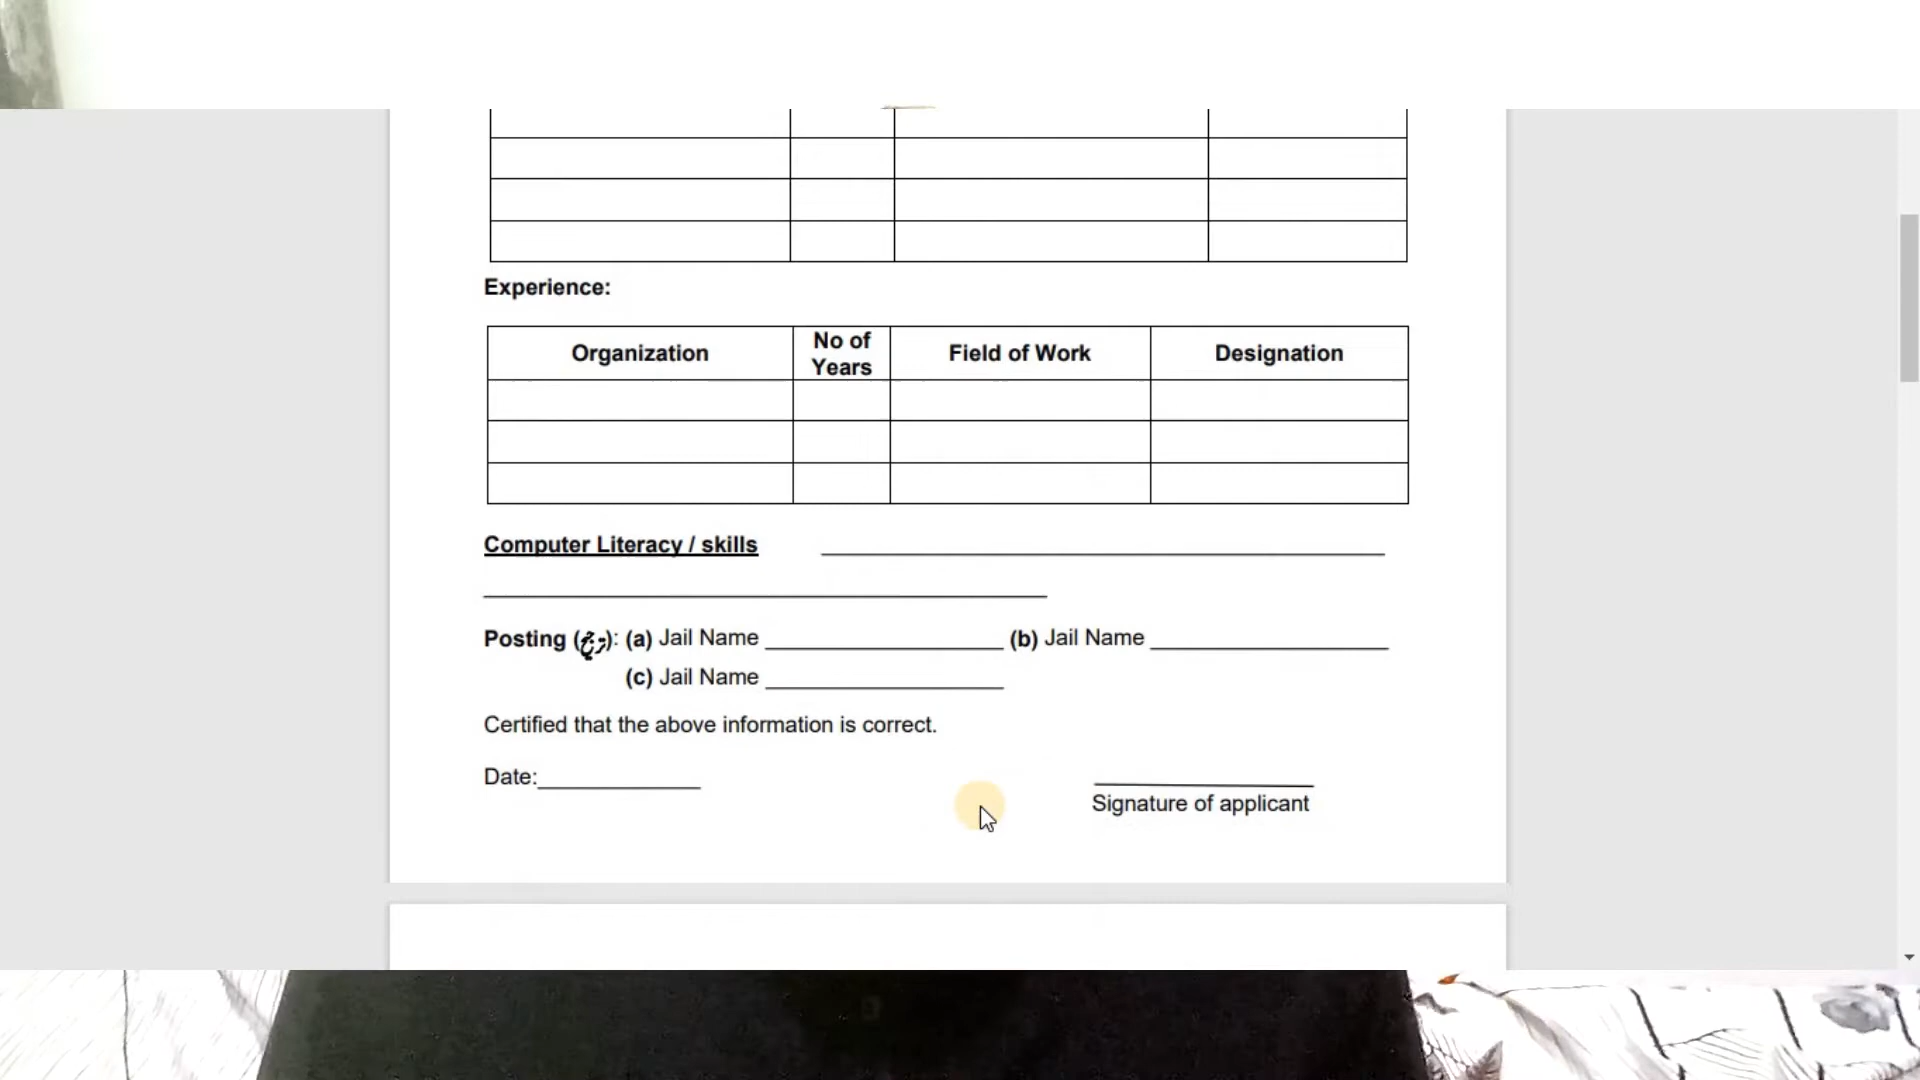 Experience:
Organization No of Years Field of Work Designation
Computer Literacy / skills
Posting (ترجیح): (a) Jail Name (b) Jail Name
(c) Jail Name
Certified that the above information is correct.
Date:
Signature of applicant